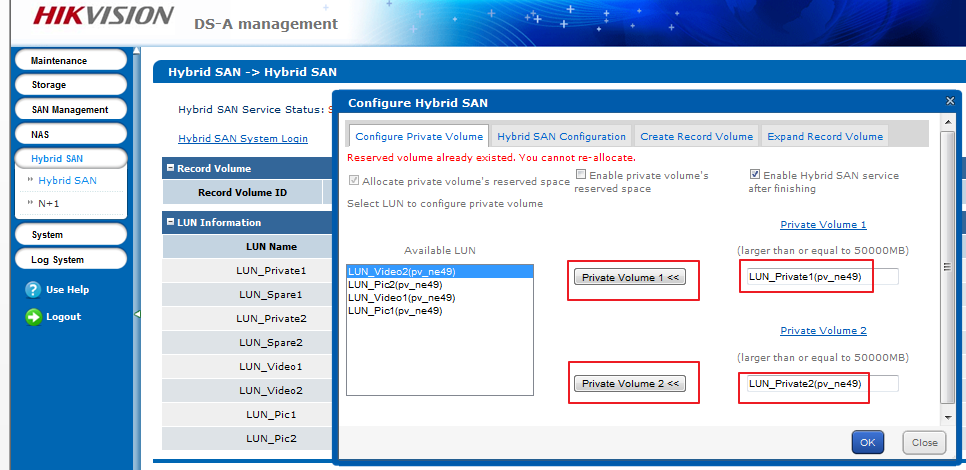 HIKVISION
DS-A management
Maintenance
Storage
SAN Management
NAS
Hybrid SAN
Hybrid SAN
N+1
System
Log System
Use Help
Logout
Hybrid SAN -> Hybrid SAN
Hybrid SAN Service Status: S
Hybrid SAN System Login
Record Volume
Record Volume ID
LUN Information
LUN Name
LUN_Private1
LUN_Spare1
LUN_Private2
LUN_Spare2
LUN_Video1
LUN_Video2
LUN_Pic1
LUN_Pic2
Configure Hybrid SAN
Configure Private Volume
Hybrid SAN Configuration
Create Record Volume
Expand Record Volume
Reserved volume already existed. You cannot re-allocate.
Allocate private volume's reserved space
Enable private volume's
reserved space
Enable Hybrid SAN service
after finishing
Select LUN to configure private volume
Available LUN
LUN_Video2(pv_ne49)
LUN_Pic2(pv_ne49)
LUN_Video1(pv_ne49)
LUN_Pic1(pv_ne49)
Private Volume 1 <<
Private Volume 2 <<
Private Volume 1
(larger than or equal to 50000MB)
LUN_Private1(pv_ne49)
Private Volume 2
(larger than or equal to 50000MB)
LUN_Private2(pv_ne49)
OK
Close